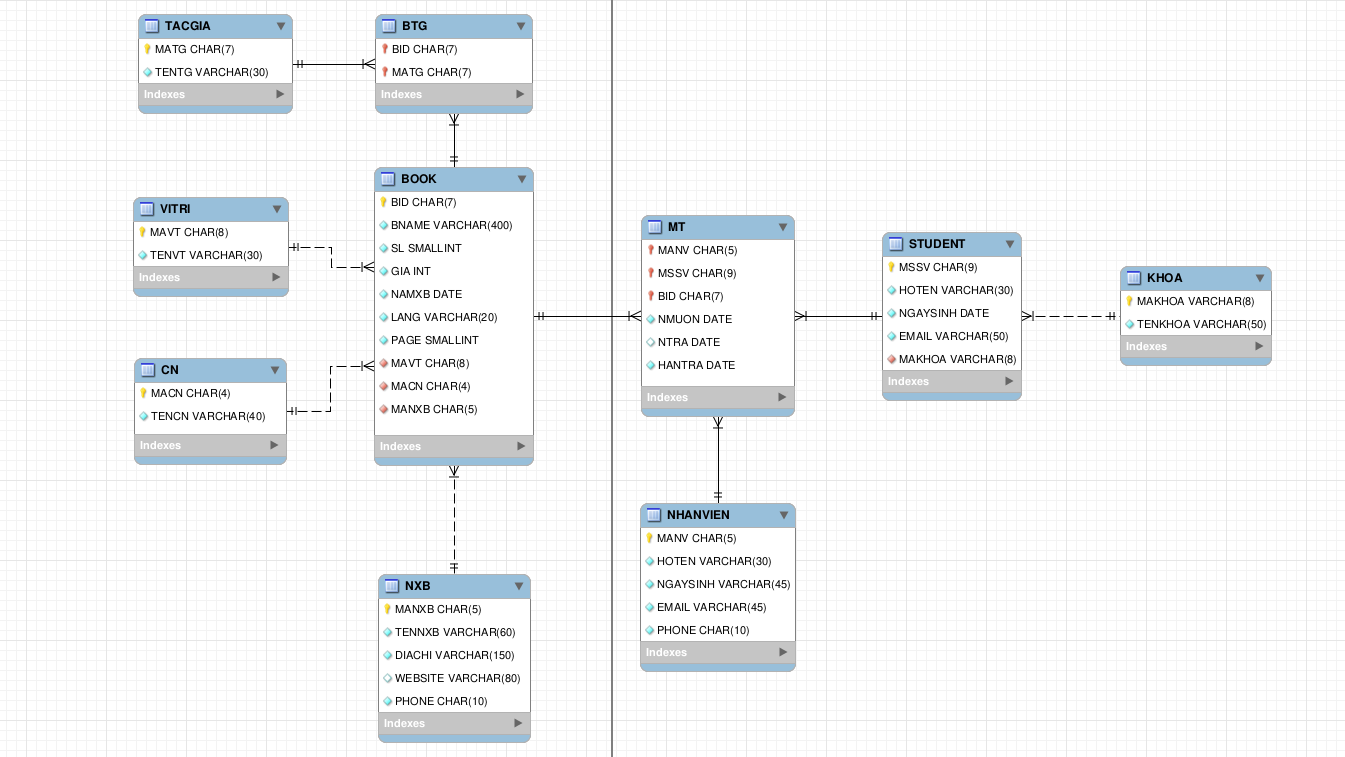 TACGIA
MATG CHAR(7)
TENTG VARCHAR(30)
Indexes
BTG
BID CHAR(7)
MATG CHAR(7)
Indexes
VITRI
MAVT CHAR(8)
TENVT VARCHAR(30)
Indexes
CN
MACN CHAR(4)
TENCN VARCHAR(40)
Indexes
BOOK
BID CHAR(7)
BNAME VARCHAR(400)
SL SMALLINT
GIA INT
NAMXB DATE
LANG VARCHAR(20)
PAGE SMALLINT
MAVT CHAR(8)
MACN CHAR(4)
MANXB CHAR(5)
Indexes
NXB
MANXB CHAR(5)
TENNXB VARCHAR(60)
DIACHI VARCHAR(150)
WEBSITE VARCHAR(80)
PHONE CHAR(10)
Indexes
MT
MANV CHAR(5)
MSSV CHAR(9)
BID CHAR(7)
NMUON DATE
NTRA DATE
HANTRA DATE
Indexes
STUDENT
MSSV CHAR(9)
HOTEN VARCHAR(30)
NGAYSINH DATE
EMAIL VARCHAR(50)
MAKHOA VARCHAR(8)
Indexes
KHOA
MAKHOA VARCHAR(8)
TENKHOA VARCHAR(50)
Indexes
NHANVIEN
MANV CHAR(5)
HOTEN VARCHAR(30)
NGAYSINH VARCHAR(45)
EMAIL VARCHAR(45)
PHONE CHAR(10)
Indexes